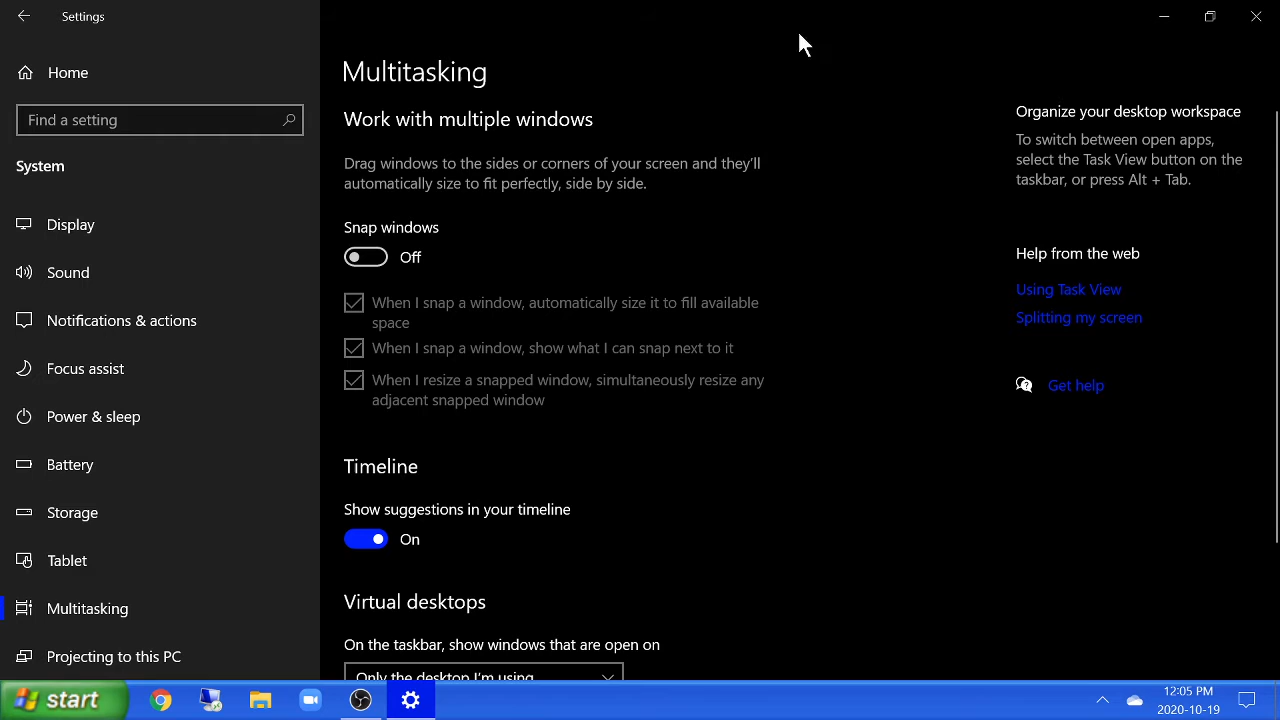 Settings
Home
Find a setting
System
Display
Sound
Notifications & actions
Focus assist
Power & sleep
Battery
Storage
Tablet
Multitasking
Projecting to this PC
Multitasking
Work with multiple windows
Drag windows to the sides or corners of your screen and they'll
automatically size to fit perfectly, side by side.
Snap windows
Off
When I snap a window, automatically size it to fill available
space
When I snap a window, show what I can snap next to it
When I resize a snapped window, simultaneously resize any
adjacent snapped window
Timeline
Show suggestions in your timeline
On
Virtual desktops
On the taskbar, show windows that are open on
Only the desktop I'm using
Organize your desktop workspace
To switch between open apps,
select the Task View button on the
taskbar, or press Alt + Tab.
Help from the web
Using Task View
Splitting my screen
Get help
start
12:05 PM
2020-10-19